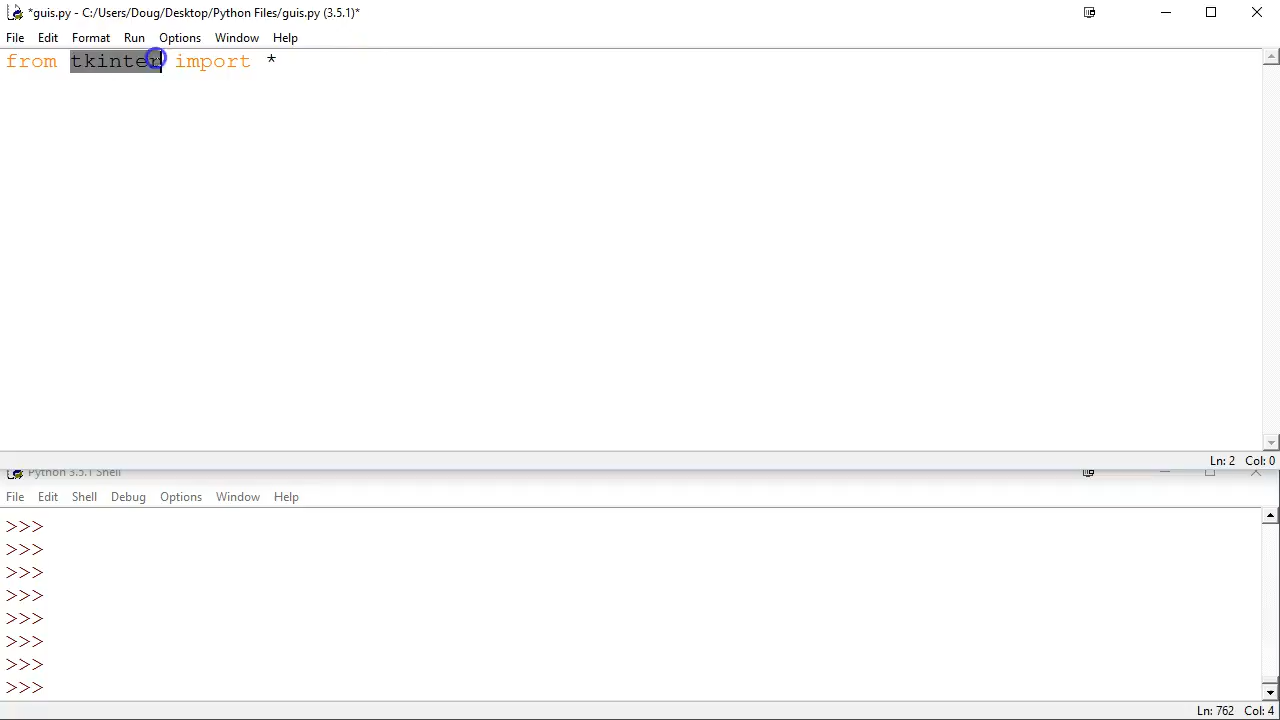 *guis.py - C:/Users/Doug/Desktop/Python Files/guis.py (3.5.1)*
File Edit Format Run Options Window Help
from tkinter import *
Ln: 2 Col: 0
Python 3.5.1 Shell
File Edit Shell Debug Options Window Help
>>>
>>>
>>>
>>>
>>>
>>>
>>>
>>>
Ln: 762 Col: 4